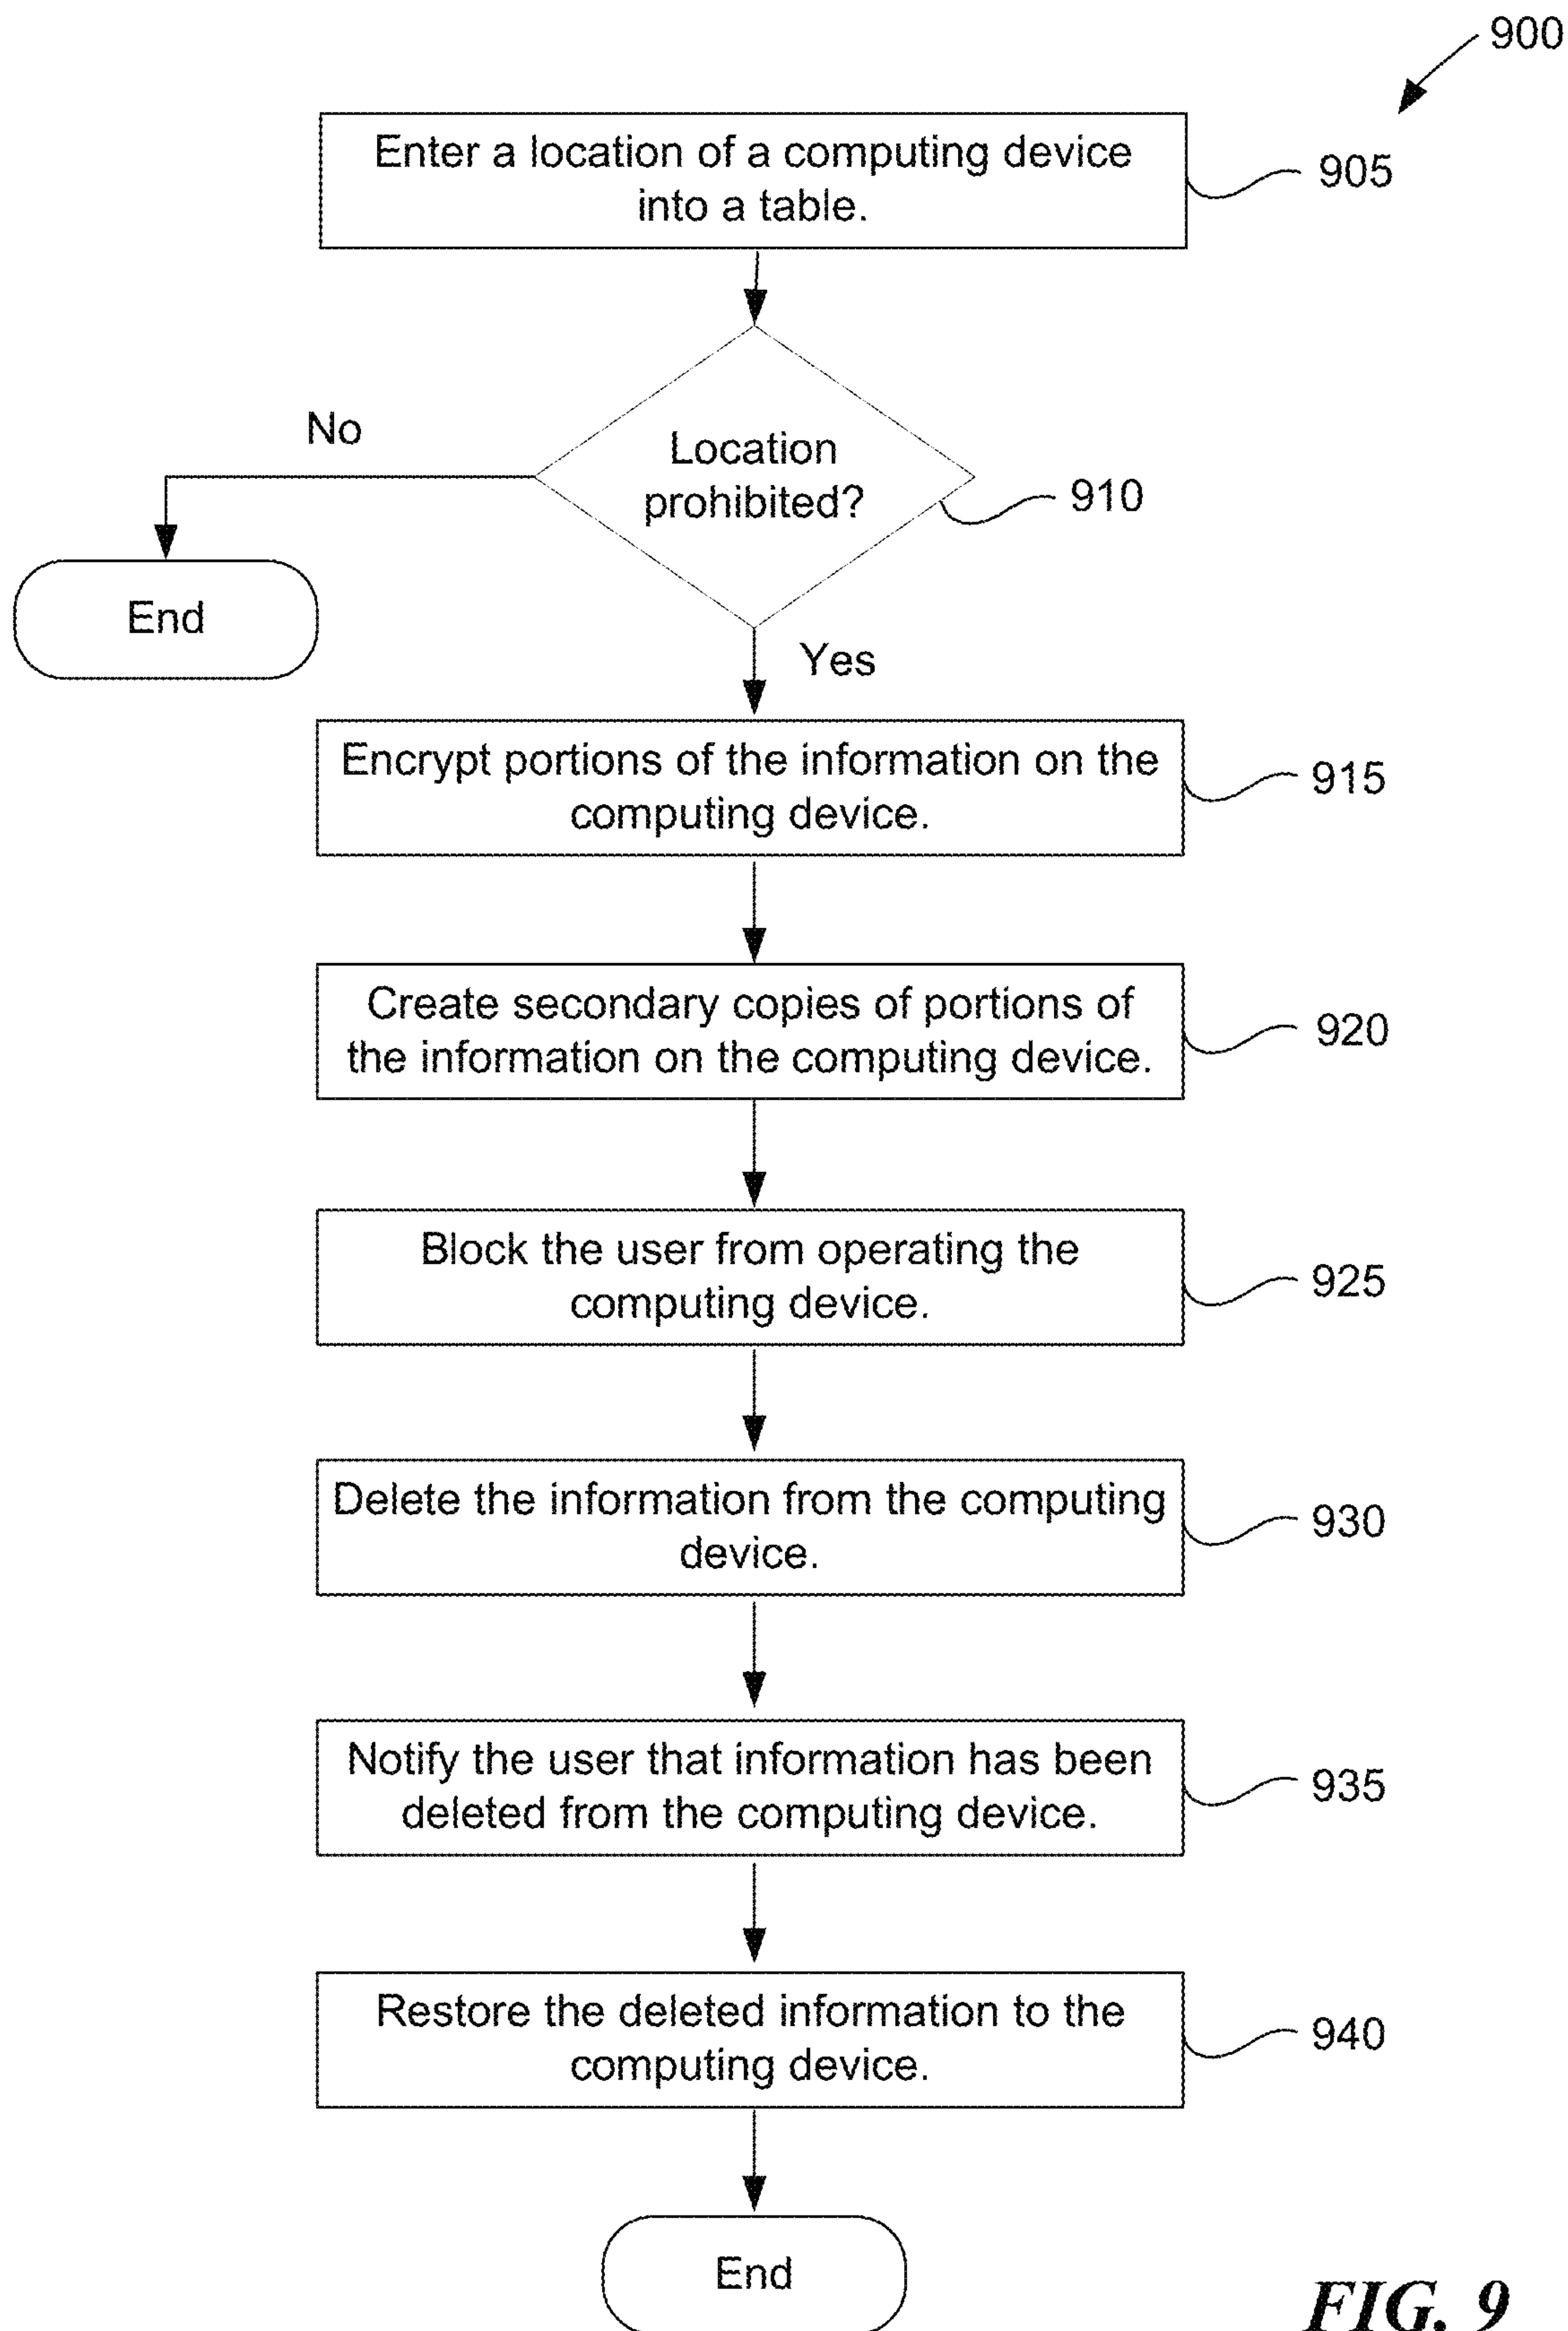 900
Enter a location of a computing device
into a table.
905
Location
prohibited?
910
No
End
Yes
Encrypt portions of the information on the
computing device.
915
Create secondary copies of portions of
the information on the computing device.
920
Block the user from operating the
computing device.
925
Delete the information from the computing
device.
930
Notify the user that information has been
deleted from the computing device.
935
Restore the deleted information to the
computing device.
940
End
FIG. 9